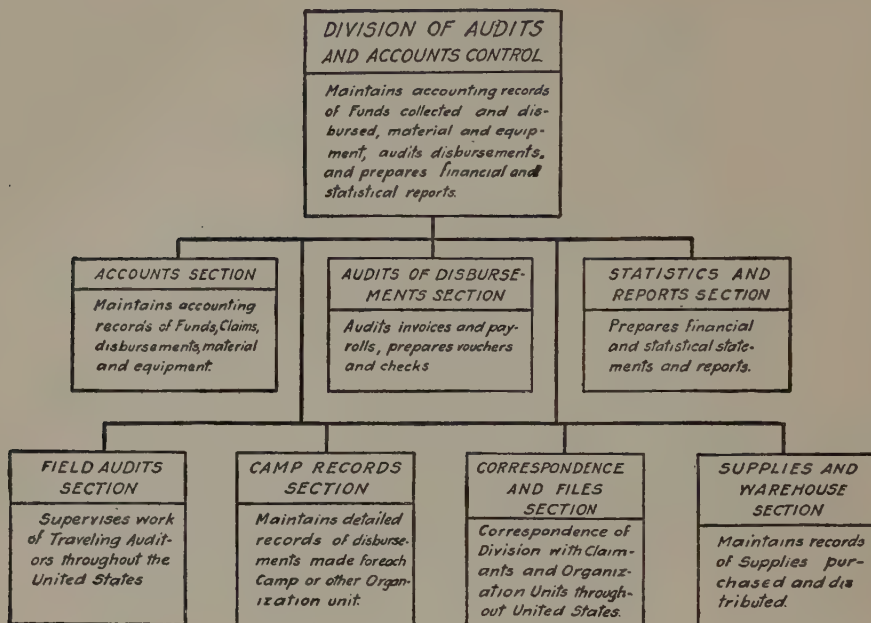 DIVISION OF AUDITS
AND ACCOUNTS CONTROL
Maintains accounting records
of Funds collected and dis-
bursed, material and equip-
ment, audits disbursements,
and prepares financial and
statistical reports.
ACCOUNTS SECTION
Maintains accounting
records of Funds, Claims,
disbursements, material
and equipment.
AUDITS OF DISBURSE-
MENTS SECTION
Audits invoices and pay-
rolls, prepares vouchers
and checks
STATISTICS AND
REPORTS SECTION
Prepares financial
and statistical state-
ments and reports.
FIELD AUDITS
SECTION
Supervises work
of Traveling Audit-
ors throughout the
United States
CAMP RECORDS
SECTION
Maintains detailed
records of disburse-
ments made foreach
Camp or other Organ-
ization unit.
CORRESPONDENCE
AND FILES
SECTION
Correspondence of
Division with Claim-
ants and Organiz-
ation Units through-
out United States.
SUPPLIES AND
WAREHOUSE
SECTION
Maintains records
of Supplies pur-
chased and dis
tributed.